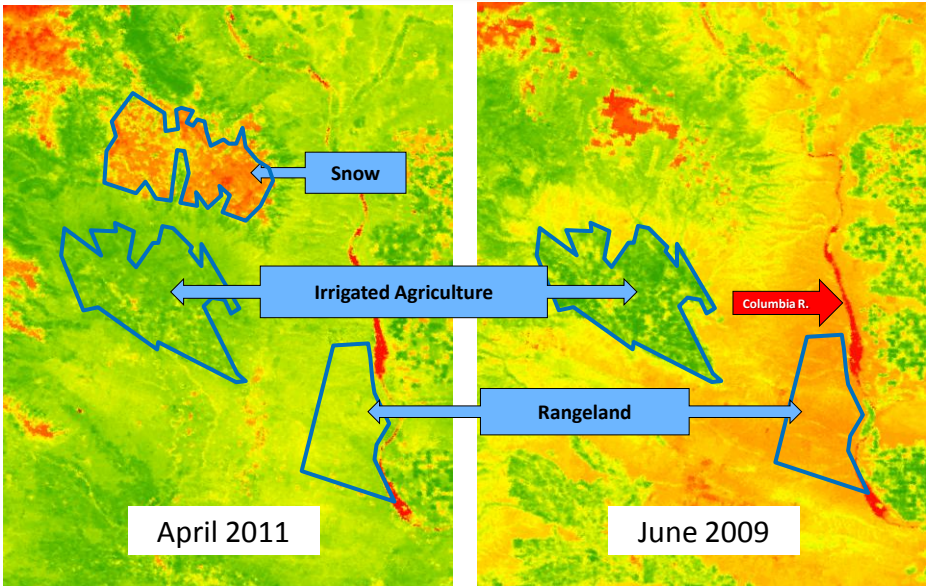 Snow
Irrigated Agriculture
Columbia R.
Rangeland
April 2011
June 2009